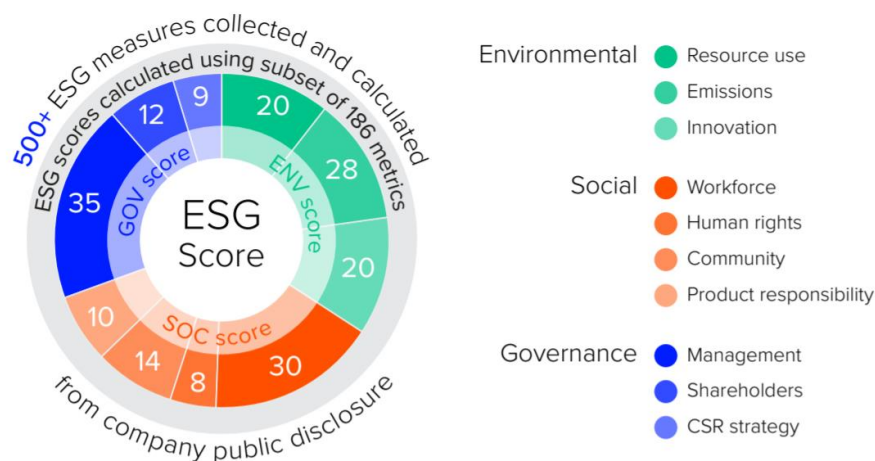 500+ ESG measures collected and calculated
ESG scores calculated using subset of 186 metrics
9
20
28
20
30
8
14
10
35
12
GOV score
ENV score
SOC score
ESG
Score
from company public disclosure
Environmental
Resource use
Emissions
Innovation
Social
Workforce
Human rights
Community
Product responsibility
Governance
Management
Shareholders
CSR strategy